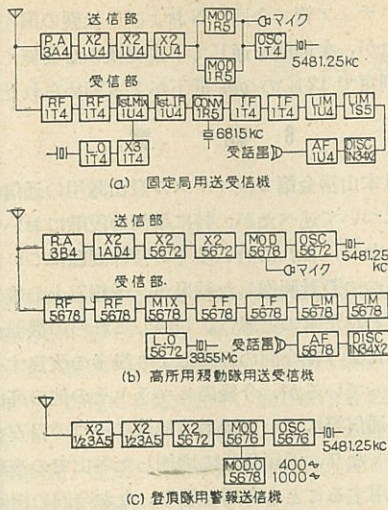 送信部
MOD
1R5
マイク
P.A
3A4
X2
1U4
X2
1U4
X2
1U4
OSC
1T4
5481.25KC
受信部
MOD
1R5
RF
1T4
RF
1T4
1stMix
1U4
1st.IF
1U4
CONV
1R5
IF
1T4
IF
1T4
LIM
1U4
LIM
1S5
L.O
1T4
X3
1T4
6815KC
受話器
AF
1U4
DISC
IN34X2
(a) 固定局用送受信機
送信部
P.A
3B4
X2
1AD4
X2
5672
X2
5672
MOD
5678
OSC
5672
5481.25
KC
マイク
受信部
RF
5678
RF
5678
MIX
5678
IF
5678
IF
5678
LIM
5678
LIM
5678
L.O
5672
38.55MC
受話器
AF
5678
DISC
IN34X2
(b) 高所用移動隊用送受信機
X2
1/2 3A5
X2
1/2 3A5
X2
5672
MOD
5678
OSC
5676
5481.25KC
MOD.O
5678
400~
1000~
(c) 登頂隊用警報送信機